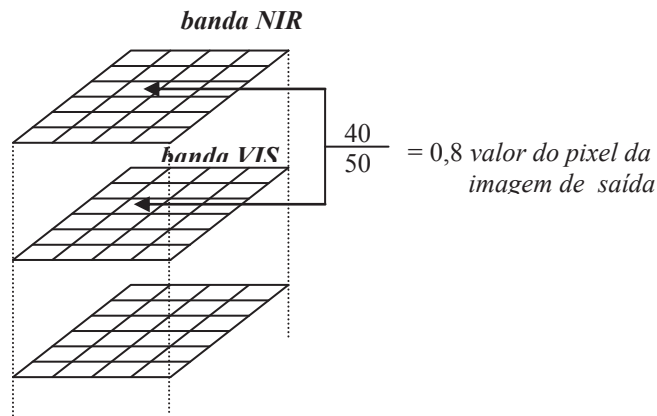 banda NIR
40
50
= 0,8 valor do pixel da
imagem de saída
banda VIS